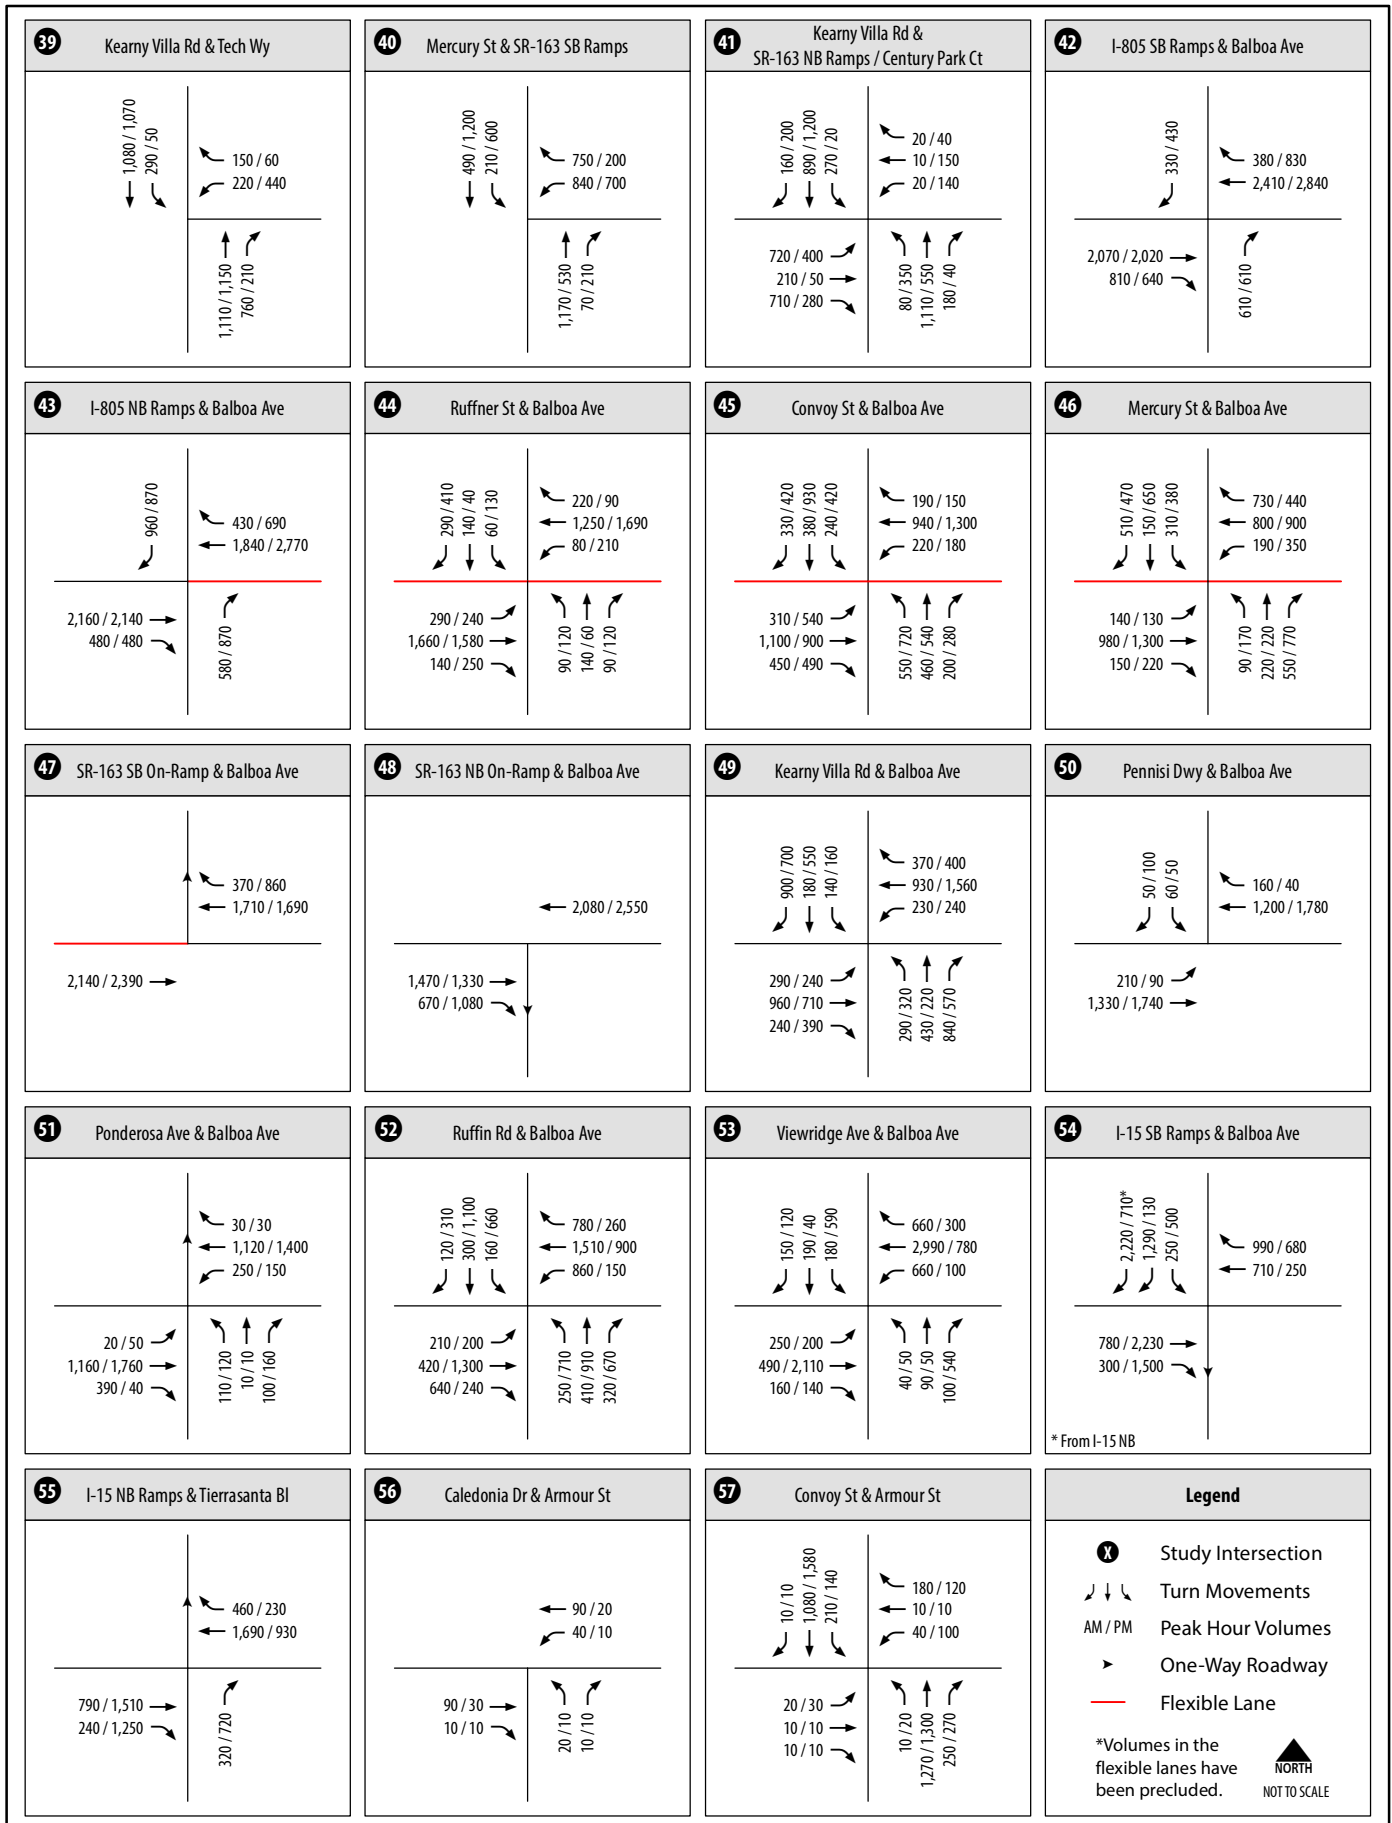 39
Kearny Villa Rd & Tech Wy
1,080 / 1,070
290 / 50
150 / 60
220 / 440
1,110 / 1,150
760 / 210
40
Mercury St & SR-163 SB Ramps
490 / 1,200
210 / 600
750 / 200
840 / 700
1,170 / 530
70 / 210
41
Kearny Villa Rd &
SR-163 NB Ramps / Century Park Ct
160 / 200
890 / 1,200
270 / 20
20 / 40
10 / 150
20 / 140
720 / 400
210 / 50
710 / 280
80 / 350
1,110 / 550
180 / 40
42
I-805 SB Ramps & Balboa Ave
330 / 430
380 / 830
2,410 / 2,840
2,070 / 2,020
810 / 640
610 / 610
43
I-805 NB Ramps & Balboa Ave
960 / 870
430 / 690
1,840 / 2,770
2,160 / 2,140
480 / 480
580 / 870
44
Ruffner St & Balboa Ave
290 / 410
140 / 40
60 / 130
220 / 90
1,250 / 1,690
80 / 210
290 / 240
1,660 / 1,580
140 / 250
90 / 120
140 / 60
90 / 120
45
Convoy St & Balboa Ave
330 / 420
380 / 930
240 / 420
190 / 150
940 / 1,300
220 / 180
310 / 540
1,100 / 900
450 / 490
550 / 720
460 / 540
200 / 280
46
Mercury St & Balboa Ave
510 / 470
150 / 650
310 / 380
730 / 440
800 / 900
190 / 350
140 / 130
980 / 1,300
150 / 220
90 / 170
220 / 220
550 / 770
47
SR-163 SB On-Ramp & Balboa Ave
370 / 860
1,710 / 1,690
2,140 / 2,390
48
SR-163 NB On-Ramp & Balboa Ave
2,080 / 2,550
1,470 / 1,330
670 / 1,080
49
Kearny Villa Rd & Balboa Ave
900 / 700
180 / 550
140 / 160
370 / 400
930 / 1,560
230 / 240
290 / 240
960 / 710
240 / 390
290 / 320
430 / 220
840 / 570
50
Pennisi Dwy & Balboa Ave
50 / 100
60 / 50
160 / 40
1,200 / 1,780
210 / 90
1,330 / 1,740
51
Ponderosa Ave & Balboa Ave
30 / 30
1,120 / 1,400
250 / 150
20 / 50
1,160 / 1,760
390 / 40
110 / 120
10 / 10
100 / 160
52
Ruffin Rd & Balboa Ave
120 / 310
300 / 1,100
160 / 660
780 / 260
1,510 / 900
860 / 150
210 / 200
420 / 1,300
640 / 240
250 / 710
410 / 910
320 / 670
53
Viewridge Ave & Balboa Ave
150 / 120
190 / 40
180 / 590
660 / 300
2,990 / 780
660 / 100
250 / 200
490 / 2,110
160 / 140
40 / 50
90 / 50
100 / 540
54
I-15 SB Ramps & Balboa Ave
2,220 / 710*
1,290 / 130
250 / 500
990 / 680
710 / 250
780 / 2,230
300 / 1,500
* From I-15 NB
55
I-15 NB Ramps & Tierrasanta Bl
460 / 230
1,690 / 930
790 / 1,510
240 / 1,250
320 / 720
56
Caledonia Dr & Armour St
90 / 20
40 / 10
90 / 30
10 / 10
20 / 10
10 / 10
57
Convoy St & Armour St
10 / 10
1,080 / 1,580
210 / 140
180 / 120
10 / 10
40 / 100
20 / 30
10 / 10
10 / 10
10 / 20
1,270 / 1,300
250 / 270
Legend
X Study Intersection
Turn Movements
AM / PM Peak Hour Volumes
One-Way Roadway
Flexible Lane
*Volumes in the
flexible lanes have
been precluded.
NORTH
NOT TO SCALE